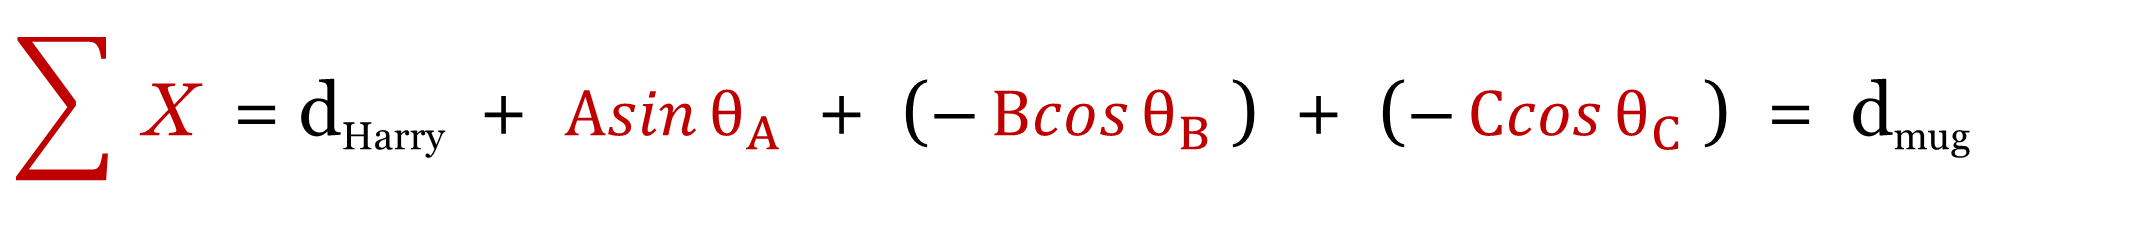 ∑ X = d_Harry + Asin θ_A + (− Bcos θ_B ) + (− Ccos θ_C ) = d_mug